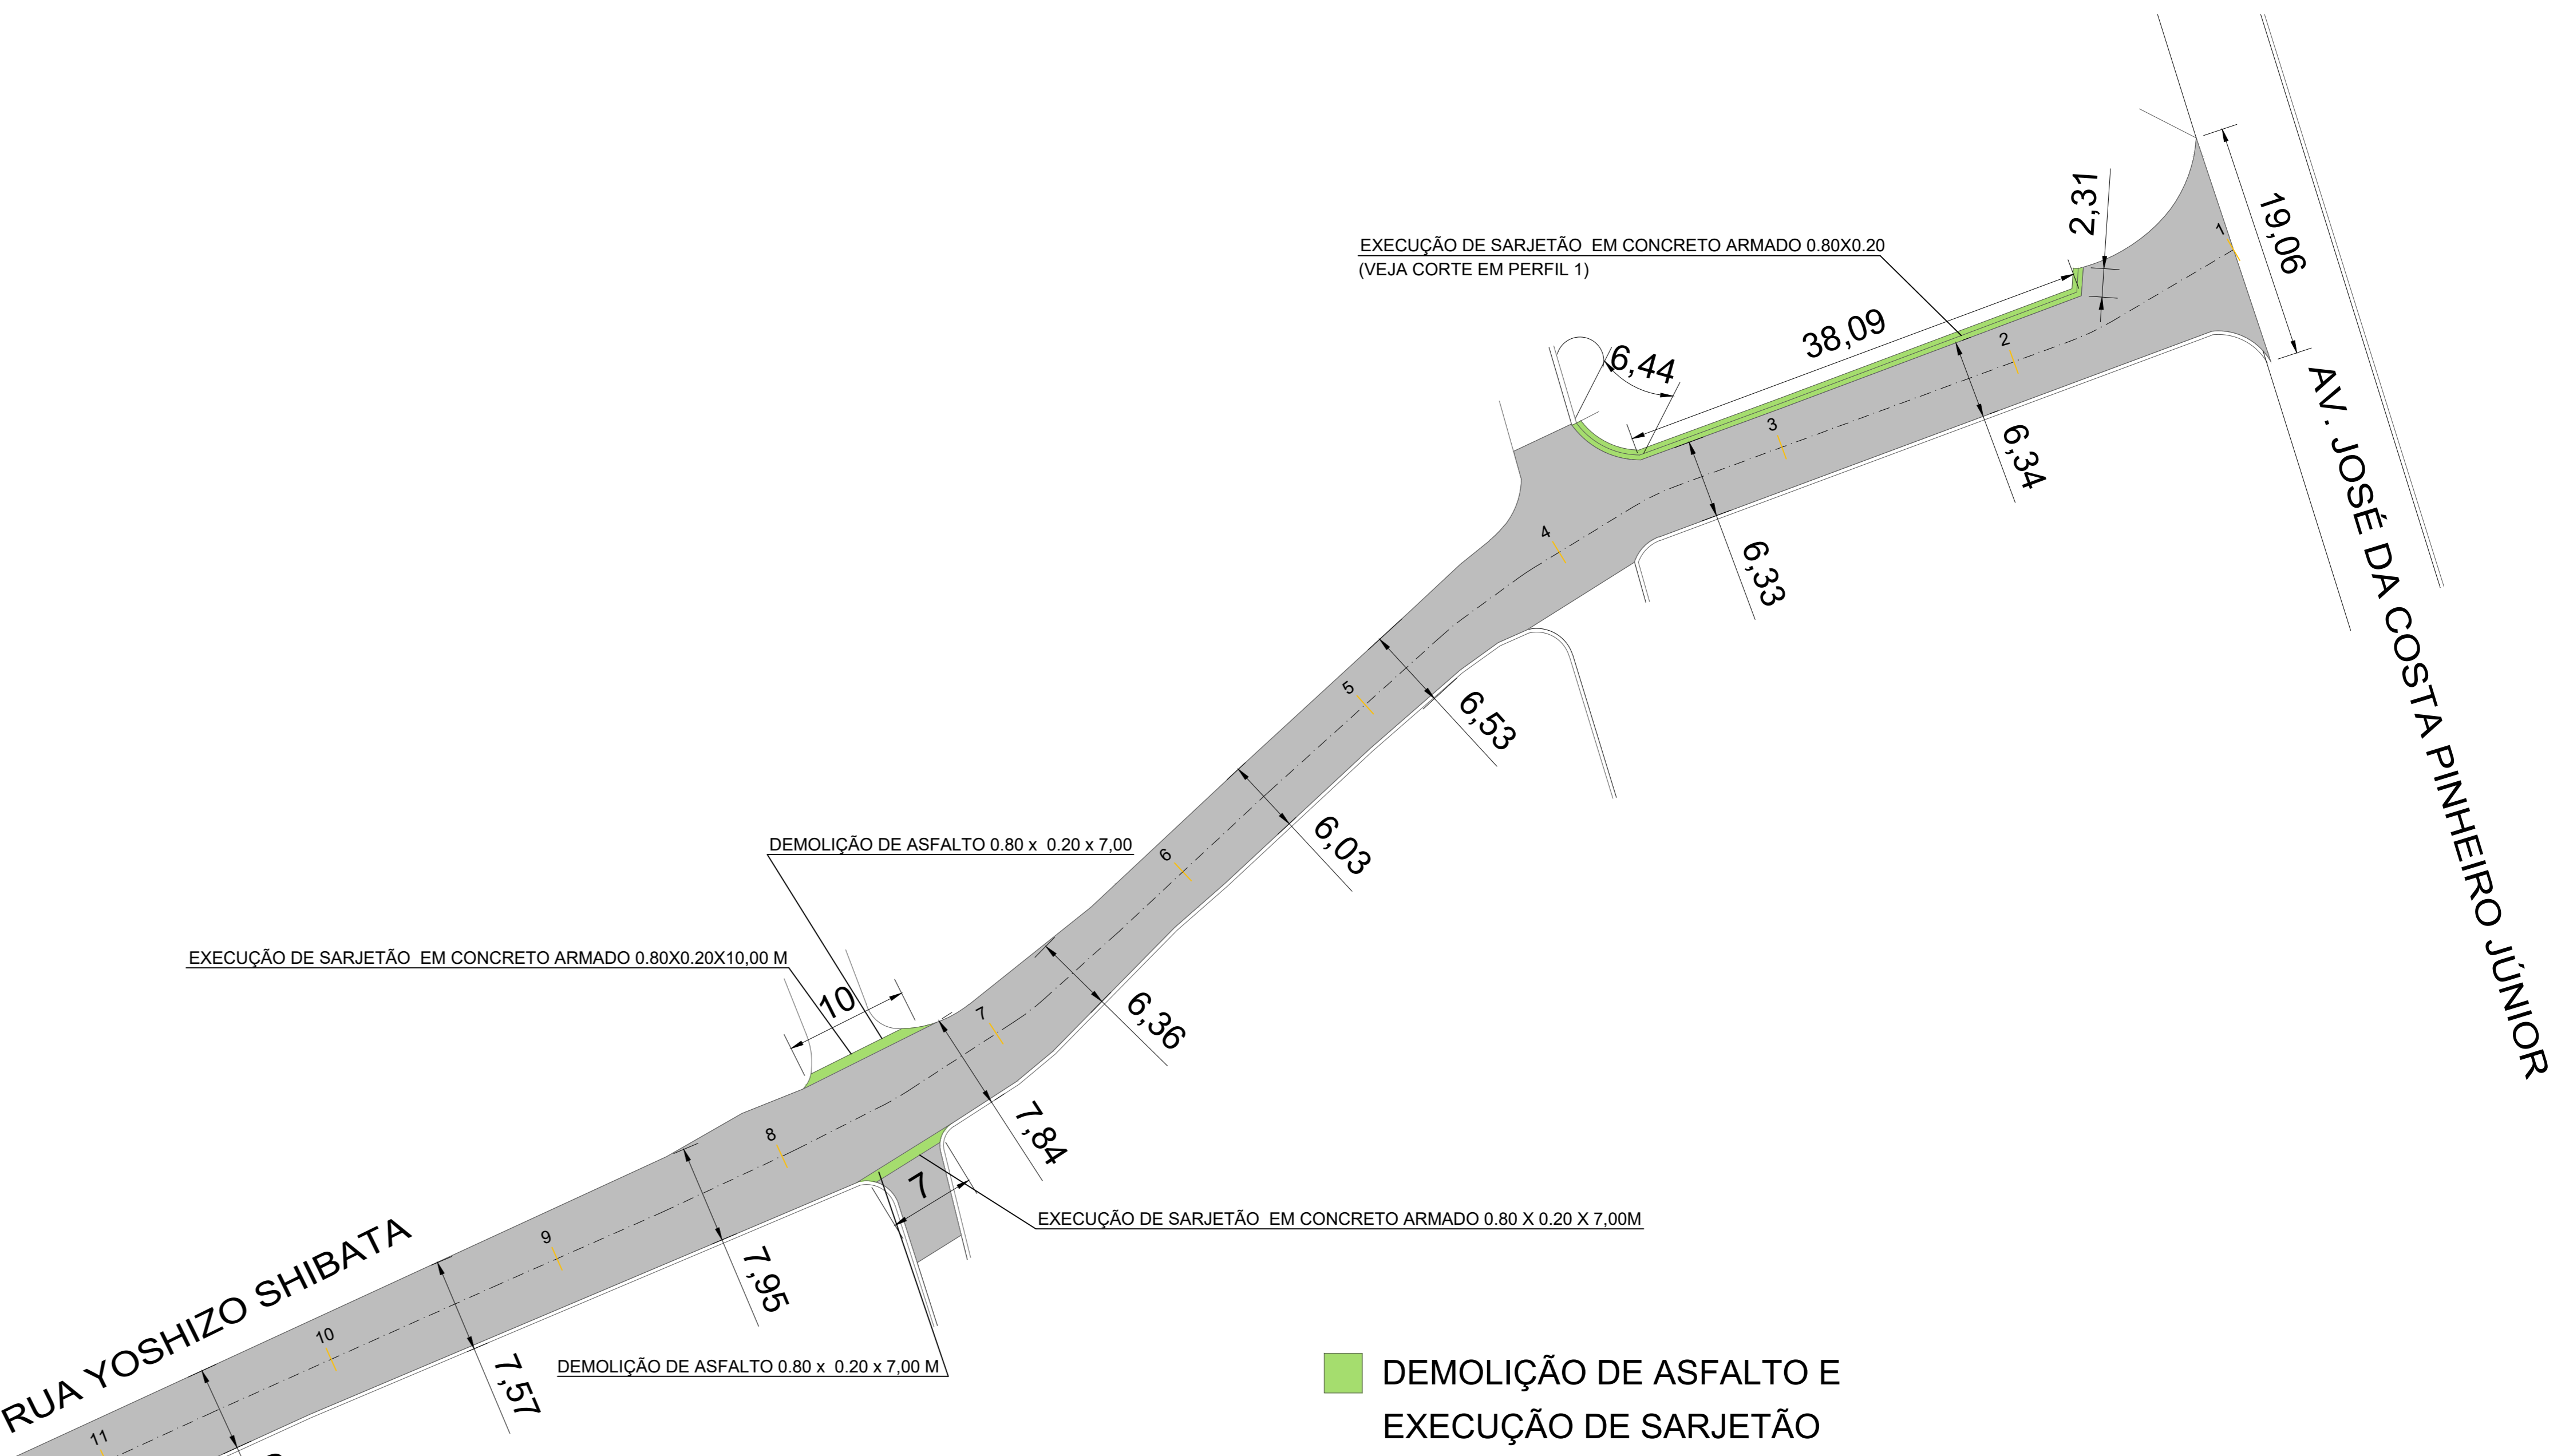 2,31
19,06
1
EXECUÇÃO DE SARJETÃO EM CONCRETO ARMADO 0.80X0.20
(VEJA CORTE EM PERFIL 1)
38,09
6,44
2
3
6,34
AV. JOSÉ DA COSTA PINHEIRO JÚNIOR
4
6,33
5
6,53
6,03
DEMOLIÇÃO DE ASFALTO 0.80 x 0.20 x 7,00
6
EXECUÇÃO DE SARJETÃO EM CONCRETO ARMADO 0.80X0.20X10,00 M
10
7
6,36
8
7,84
7
EXECUÇÃO DE SARJETÃO EM CONCRETO ARMADO 0.80 X 0.20 X 7,00M
RUA YOSHIZO SHIBATA
9
7,95
10
7,57
DEMOLIÇÃO DE ASFALTO 0.80 x 0.20 x 7,00 M
11
DEMOLIÇÃO DE ASFALTO E
EXECUÇÃO DE SARJETÃO